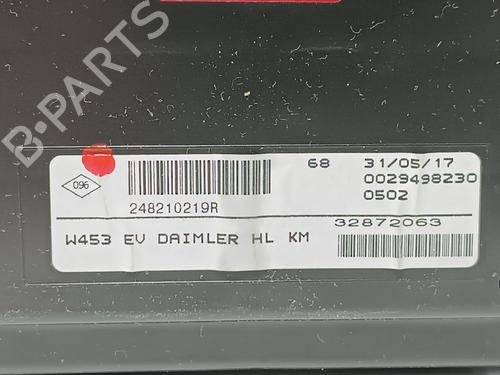 B-PARTS
68 31/05/17
0029498230
096
0502
248210219R
32872063
W453 EV DAIMLER HL KM